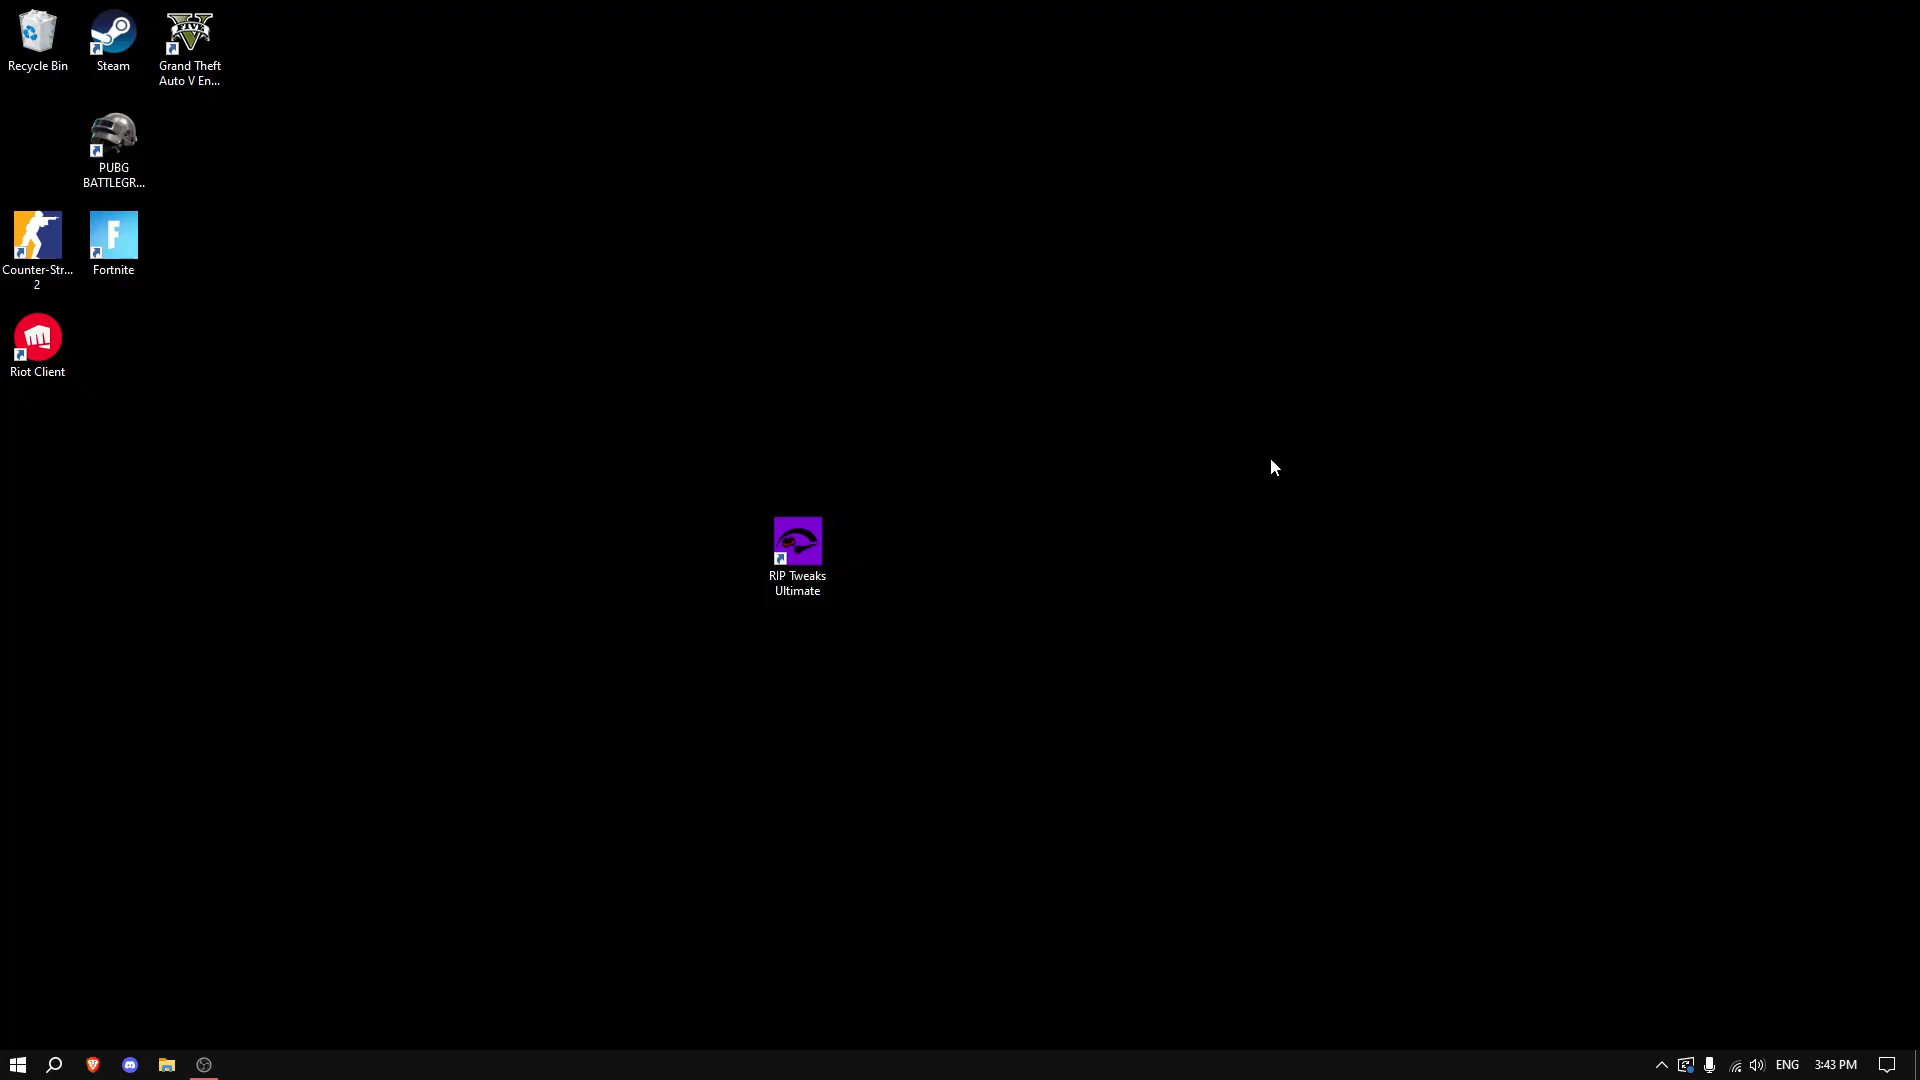 Recycle Bin
Steam
Grand Theft
Auto V En...
PUBG
BATTLEGR...
Counter-Str...
2
F
Fortnite
Riot Client
RIP Tweaks
Ultimate
ENG
3:43 PM